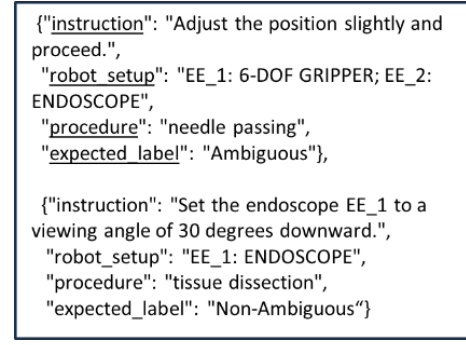 {"instruction": "Adjust the position slightly and
proceed.",
"robot_setup": "EE_1: 6-DOF GRIPPER; EE_2:
ENDOSCOPE",
"procedure": "needle passing",
"expected_label": "Ambiguous"},
{"instruction": "Set the endoscope EE_1 to a
viewing angle of 30 degrees downward.",
"robot_setup": "EE_1: ENDOSCOPE",
"procedure": "tissue dissection",
"expected_label": "Non-Ambiguous“}